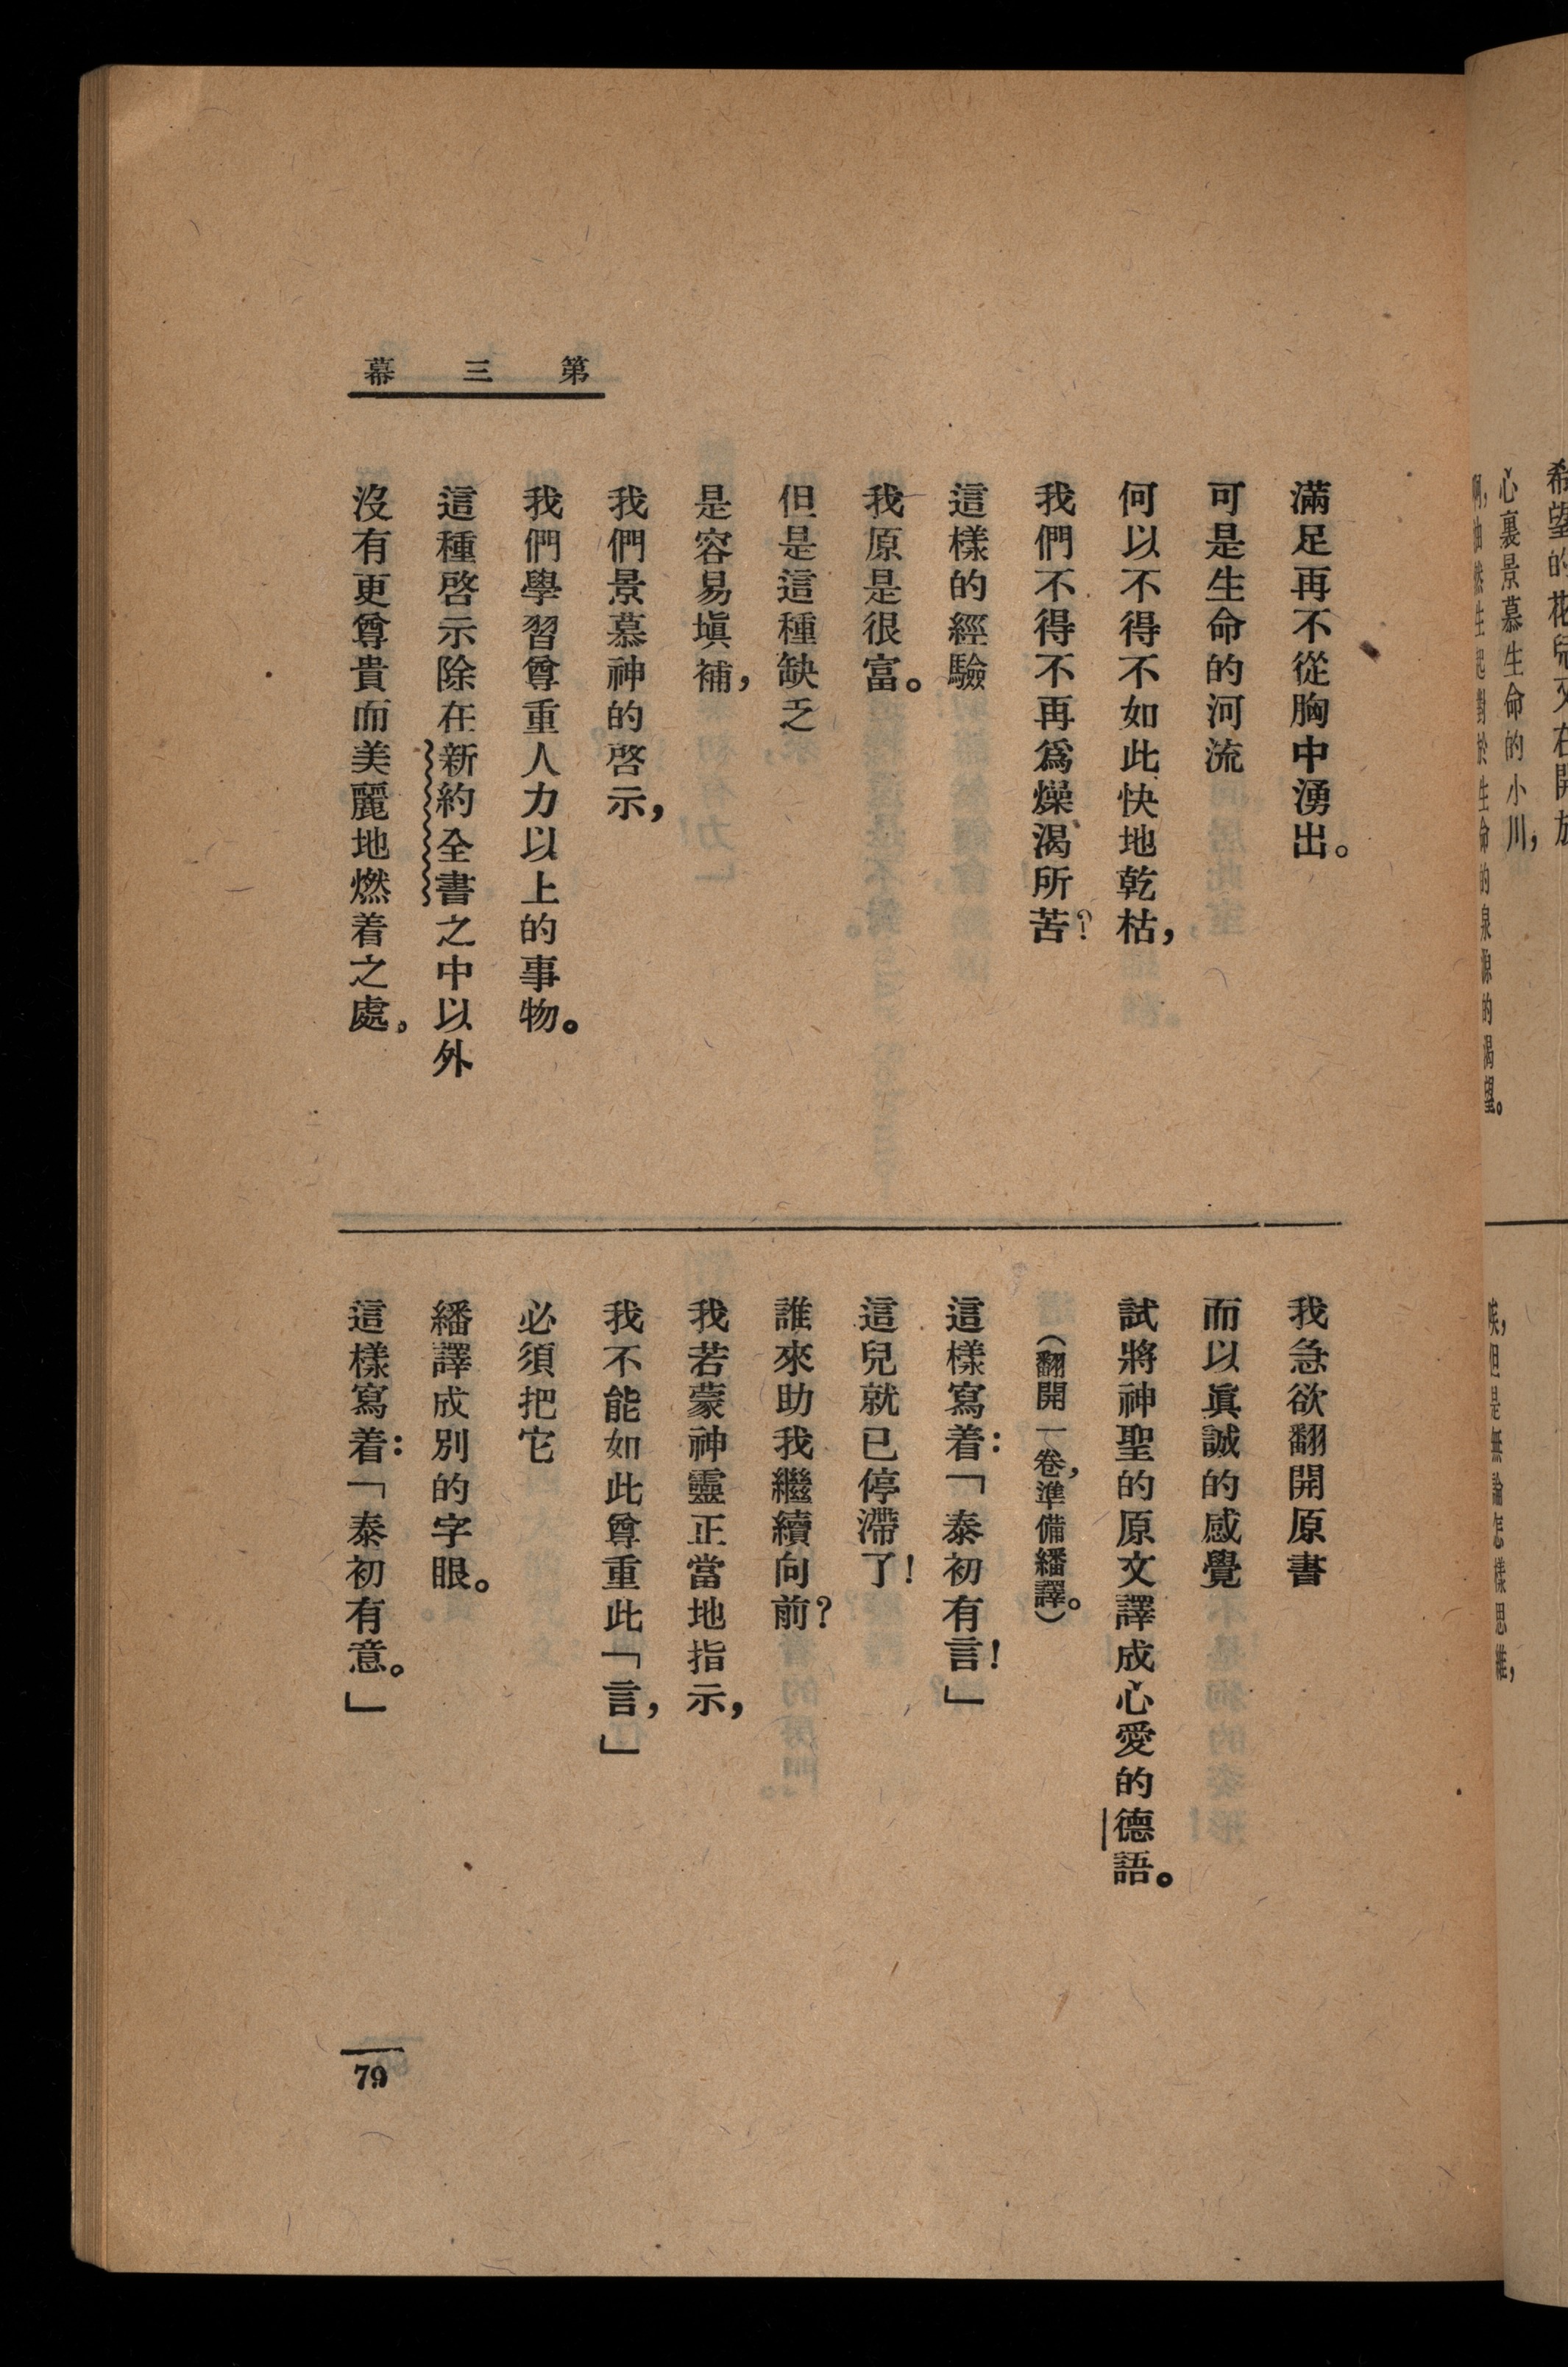 希望的花兒又在開放
心裏景慕生命的小川，
啊，油然生起對於生命的泉源的渴望。
唉，但是無論怎樣思維，
第三幕
滿足再不從胸中湧出。
可是生命的河流
何以不得不如此快地乾枯，
我們不得不再爲燥渴所苦？
這樣的經驗
我原是很富。
但是這種缺乏
是容易塡補，
我們景慕神的啓示，
我們學習尊重人力以上的事物。
這種啓示除在新約全書之中以外
沒有更尊貴而美麗地燃着之處。
我急欲翻開原書
而以眞誠的感覺
試將神聖的原文譯成心愛的德語。
（翻開一卷，準備繙譯。）
這樣寫着：「泰初有言！」
這兒就已停滯了！
誰來助我繼續向前？
我若蒙神靈正當地指示，
我不能如此尊重此「言，」
必須把它
繙譯成別的字眼。
這樣寫着：「泰初有意。」
79